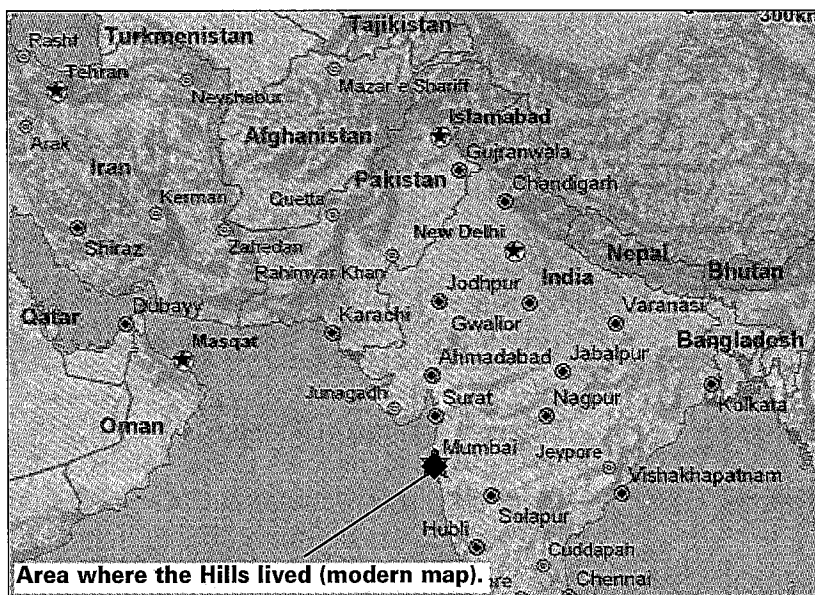 300km
Tajikistan
Turkmenistan
Rasht
Tehran
Neyshabur
Mazar e Shariff
Islamabad
Afghanistan
Arak
Gujranwala
Iran
Pakistan
Chandigarh
Kerman
Quetta
New Delhi
Shiraz
Zahedan
Nepal
Rahimyar Khan
India
Bhutan
Jodhpur
Qatar
Dubayy
Karachi
Gwalior
Varanasi
Masqat
Bangladesh
Ahmadabad
Jabalpur
Junagadh
Surat
Nagpur
Kolkata
Oman
Mumbai
Jeypore
Vishakhapatnam
Solapur
Hubli
Cuddapah
Area where the Hills lived (modern map).
re
Chennai